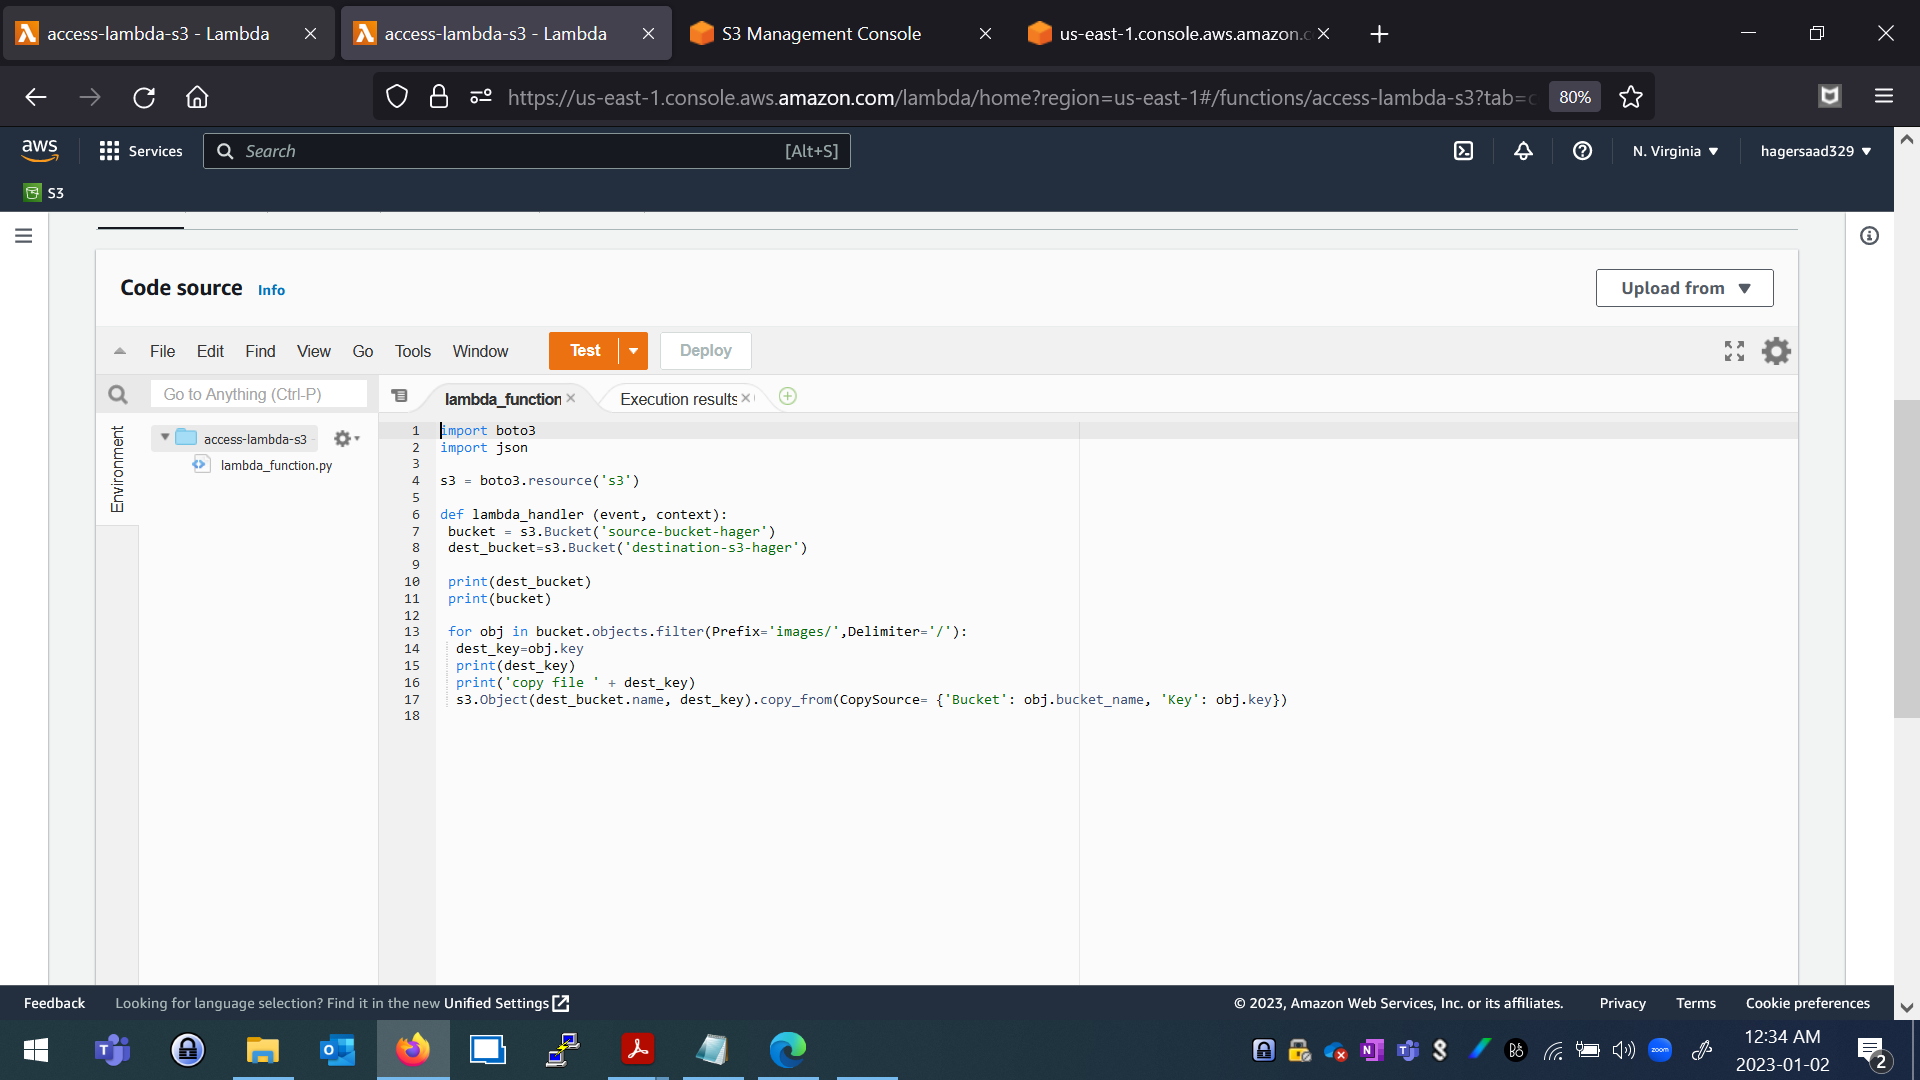 access-lambda-s3 - Lambda
access-lambda-s3 - Lambda
S3 Management Console
us-east-1.console.aws.amazon.c
https://us-east-1.console.aws.amazon.com/lambda/home?region=us-east-1#/functions/access-lambda-s3?tab=c
80%
aws
Services
Search
[Alt+S]
N. Virginia
hagersaad329
S3
Code source Info
Upload from
File Edit Find View Go Tools Window
Test
Deploy
Go to Anything (Ctrl-P)
lambda_function
Execution results
Environment
access-lambda-s3 -
lambda_function.py
1 import boto3
2 import json
3
4 s3 = boto3.resource('s3')
5
6 def lambda_handler (event, context):
7 bucket = s3.Bucket('source-bucket-hager')
8 dest_bucket=s3.Bucket('destination-s3-hager')
9
10 print(dest_bucket)
11 print(bucket)
12
13 for obj in bucket.objects.filter(Prefix='images/',Delimiter='/'):
14 dest_key=obj.key
15 print(dest_key)
16 print('copy file ' + dest_key)
17 s3.Object(dest_bucket.name, dest_key).copy_from(CopySource= {'Bucket': obj.bucket_name, 'Key': obj.key})
18
Feedback
Looking for language selection? Find it in the new Unified Settings
© 2023, Amazon Web Services, Inc. or its affiliates.
Privacy
Terms
Cookie preferences
zoom
12:34 AM
2023-01-02
2